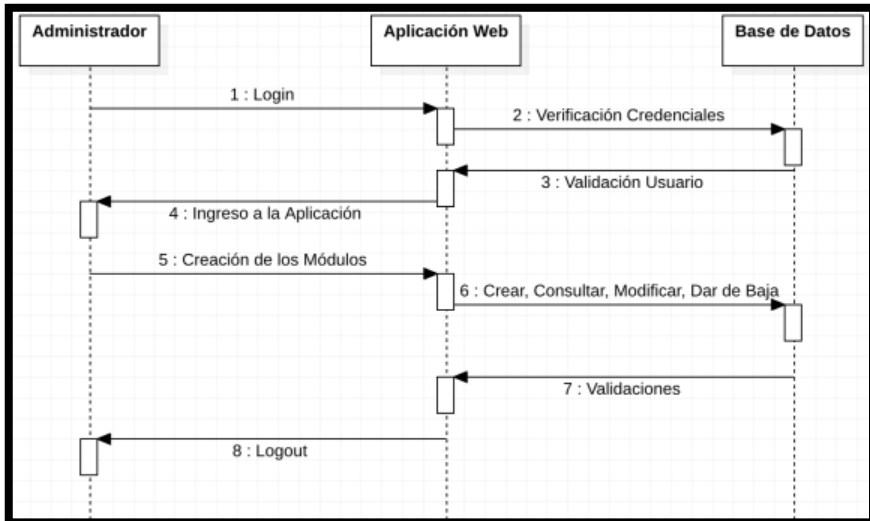 Administrador
Aplicación Web
Base de Datos
1 : Login
2 : Verificación Credenciales
3 : Validación Usuario
4 : Ingreso a la Aplicación
5 : Creación de los Módulos
6 : Crear, Consultar, Modificar, Dar de Baja
7 : Validaciones
8 : Logout